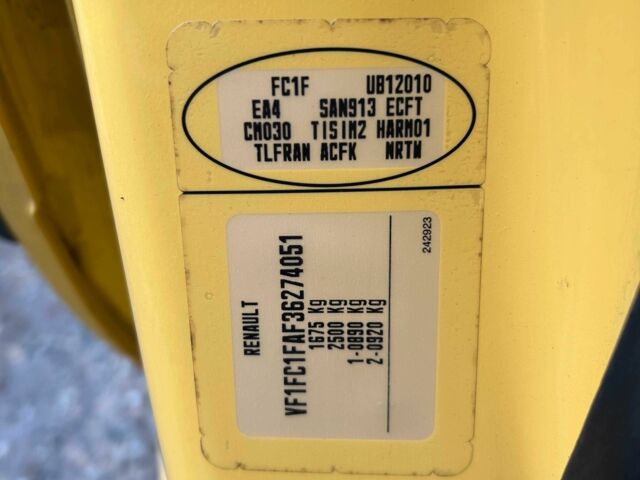 FC1F UB12010
EA4 SAN913 ECFT
CM030 TISIM2 HARM01
TLFRAN ACFK NRTW
RENAULT
VF1FC1FAF36274051
1675 Kg
2500 Kg
1-0890 Kg
2-0920 Kg
242923